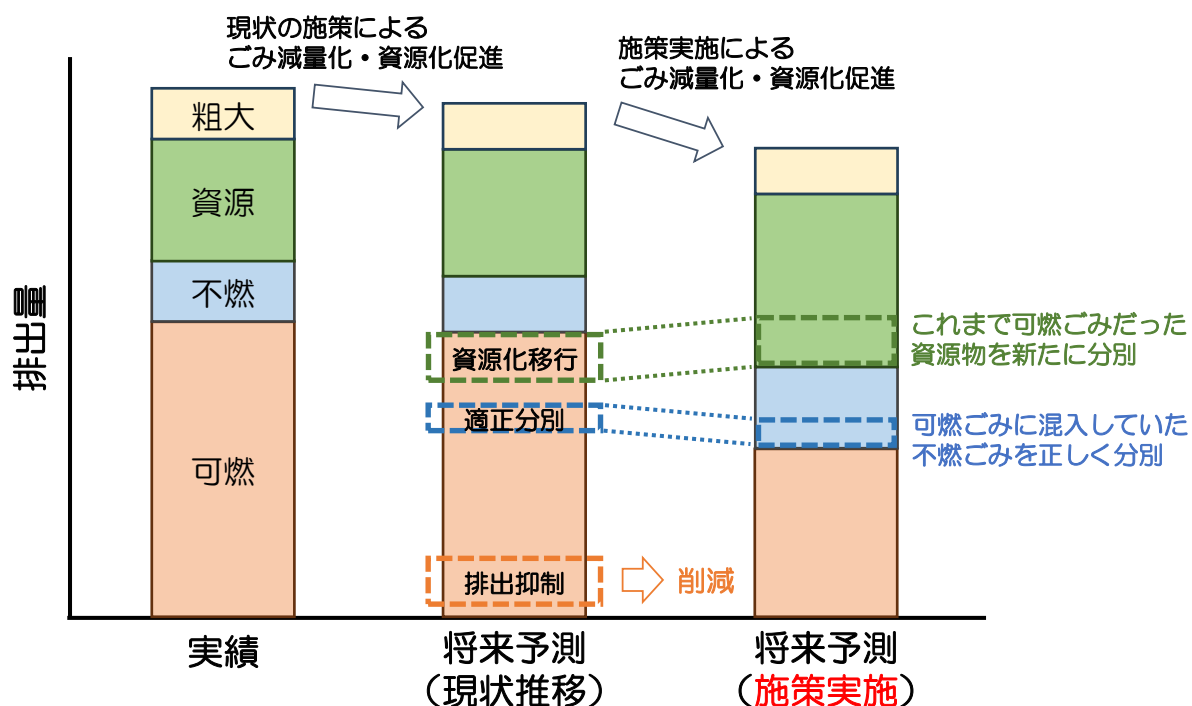 現状の施策による
ごみ減量化・資源化促進
施策実施による
ごみ減量化・資源化促進
排出量
粗大
資源
不燃
可燃
資源化移行
適正分別
排出抑制
削減
これまで可燃ごみだった
資源物を新たに分別
可燃ごみに混入していた
不燃ごみを正しく分別
実績
将来予測
（現状推移）
将来予測
（施策実施）